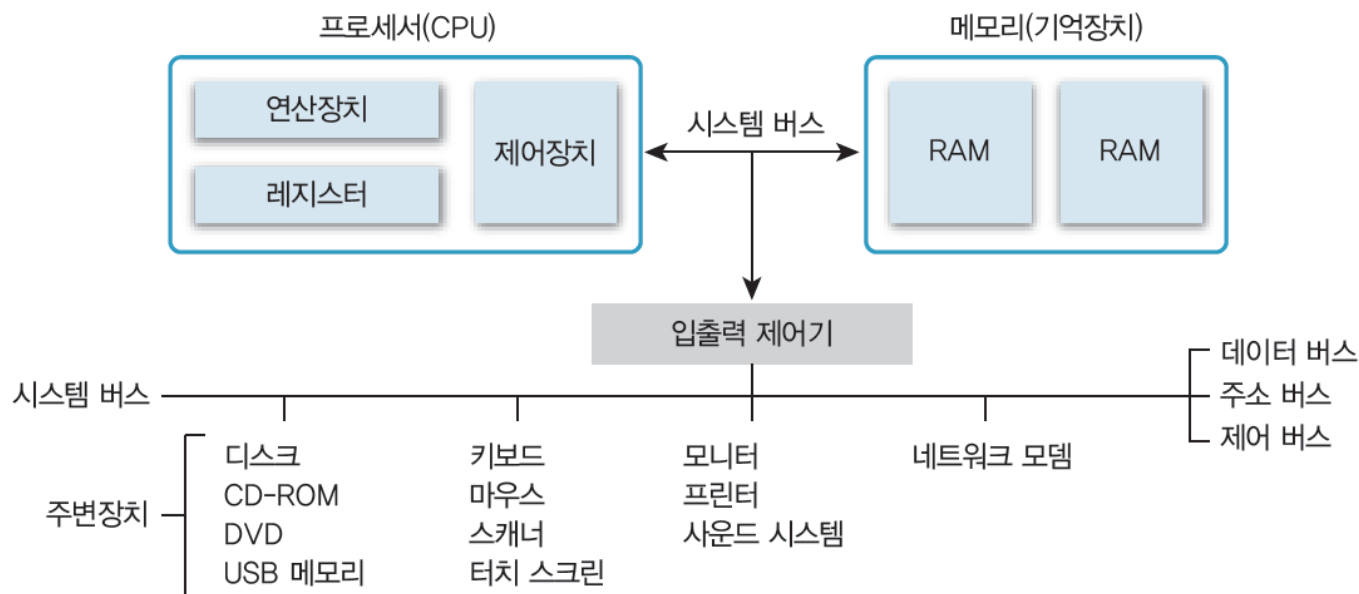 프로세서(CPU)
메모리(기억장치)
연산장치
레지스터
제어장치
시스템 버스
RAM
RAM
입출력 제어기
시스템 버스
데이터 버스
주소 버스
제어 버스
주변장치
디스크
CD-ROM
DVD
USB 메모리
키보드
마우스
스캐너
터치 스크린
모니터
프린터
사운드 시스템
네트워크 모뎀